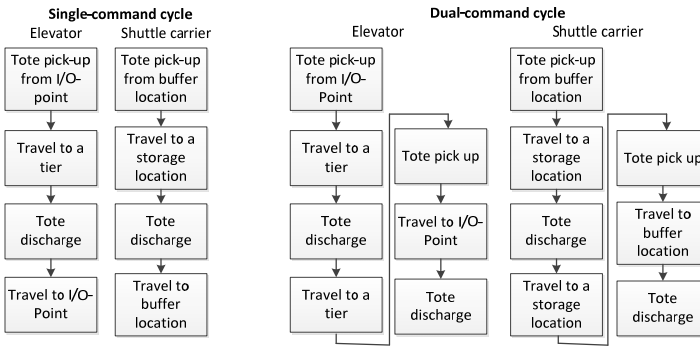 Single-command cycle
Elevator
Shuttle carrier
Tote pick-up
from I/O-
point
Travel to a
tier
Tote
discharge
Travel to I/O-
Point
Tote pick-up
from buffer
location
Travel to a
storage
location
Tote
discharge
Travel to
buffer
location
Dual-command cycle
Elevator
Shuttle carrier
Tote pick-up
from I/O-
Point
Travel to a
tier
Tote
discharge
Travel to a
tier
Tote pick up
Travel to I/O-
Point
Tote
discharge
Tote pick-up
from buffer
location
Travel to a
storage
location
Tote
discharge
Travel to a
storage
location
Tote pick up
Travel to
buffer
location
Tote
discharge